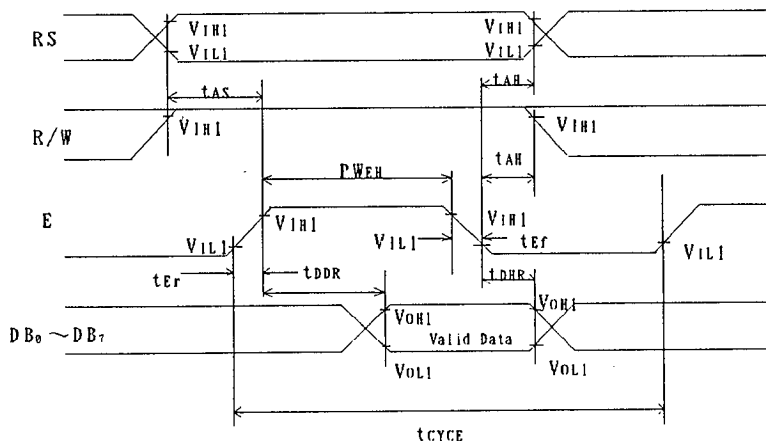 RS
VIH1
VIL1
VIH1
VIL1
tAS
tAH
R/W
VIH1
VIH1
tAH
PWEH
E
VIH1
VIH1
VIL1
VIL1
tEf
VIL1
tEr
tDDR
tDHR
DB0 ~ DB7
VOH1
VOH1
Valid Data
VOL1
VOL1
tCYCE